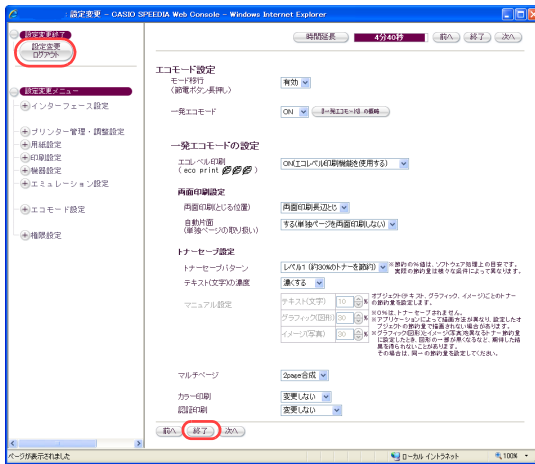 設定変更 - CASIO SPEEDIA Web Console - Windows Internet Explorer
設定変更終了
設定変更
ログアウト
設定変更メニュー
インターフェース設定
プリンター管理・調整設定
用紙設定
印刷設定
機器設定
エミュレーション設定
エコモード設定
権限設定
時間延長
4分40秒
前へ
終了
次へ
エコモード設定
モード移行
(節電ボタン長押し)
有効
一発エコモード
ON
一発エコモードの設定
エコレベル印刷
(eco print )
ON(エコレベル印刷機能を使用する)
両面印刷設定
両面印刷(とじる位置)
両面印刷長辺とじ
自動片面
(単独ページの取り扱い)
する(単独ページを両面印刷しない)
トナーセーブ設定
トナーセーブパターン
レベル1 (約30%のトナーを節約)
※節約の%値は、ソフトウェア処理上の目安です。
実際の節約量は様々な条件によって異なります。
テキスト(文字)の濃度
濃くする
マニュアル設定
テキスト(文字)
10
%
グラフィック(図形)
30
%
イメージ(写真)
30
%
オブジェクト(テキスト、グラフィック、イメージ)ごとのトナー
の節約量を設定します。
※0%は、トナーセーブされません。
※アプリケーションによって描画方法が異なり、設定したオ
ブジェクトの節約量で描画されない場合があります。
※グラフィック(図形)とイメージ(写真)で異なるトナー節約量
に設定したとき、図形の一部が黒くなるなど、期待した結
果を得られないことがあります。
その場合は、同一の節約量を設定してください。
マルチページ
2page合成
カラー印刷
変更しない
認証印刷
変更しない
前へ
終了
次へ
ページが表示されました
ローカル イントラネット
100%